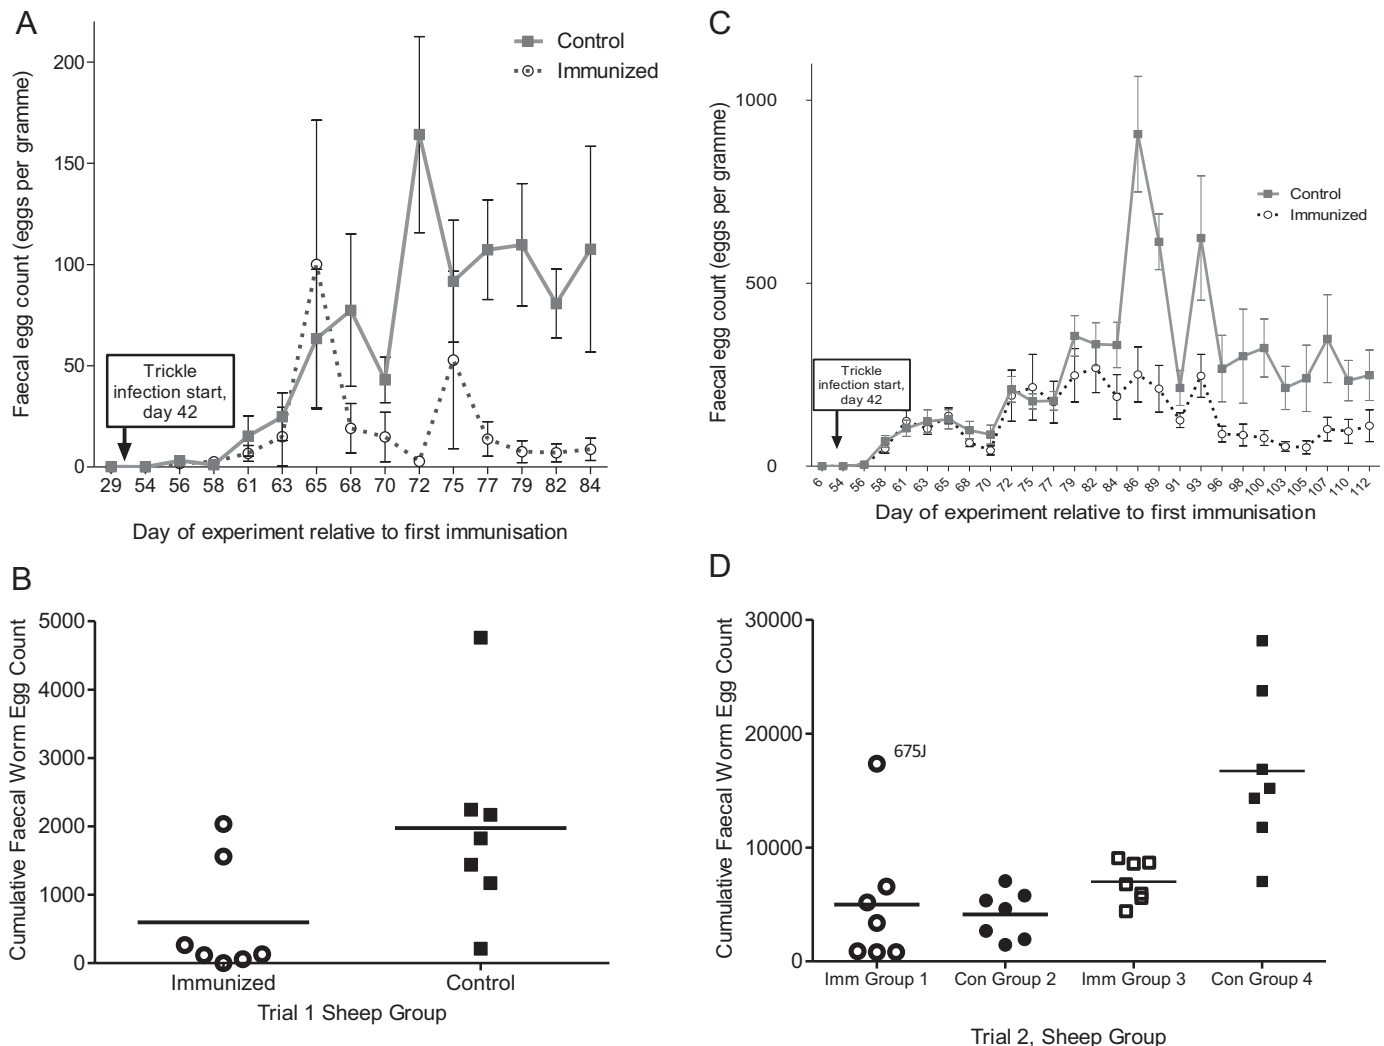 A
Faecal egg count (eggs per gramme)
200
150
100
50
0
Control
Immunized
Trickle
infection start,
day 42
29 54 56 58 61 63 65 68 70 72 75 77 79 82 84
Day of experiment relative to first immunisation
C
Faecal egg count (eggs per gramme)
1000
500
0
Control
Immunized
Trickle
infection start,
day 42
6 54 56 58 61 63 65 68 70 72 75 77 79 82 84 86 89 91 93 96 98 100 103 105 107 110 112
Day of experiment relative to first immunisation
B
Cumulative Faecal Worm Egg Count
5000
4000
3000
2000
1000
0
Immunized Control
Trial 1 Sheep Group
D
Cumulative Faecal Worm Egg Count
30000
20000
10000
0
675J
Imm Group 1 Con Group 2 Imm Group 3 Con Group 4
Trial 2, Sheep Group